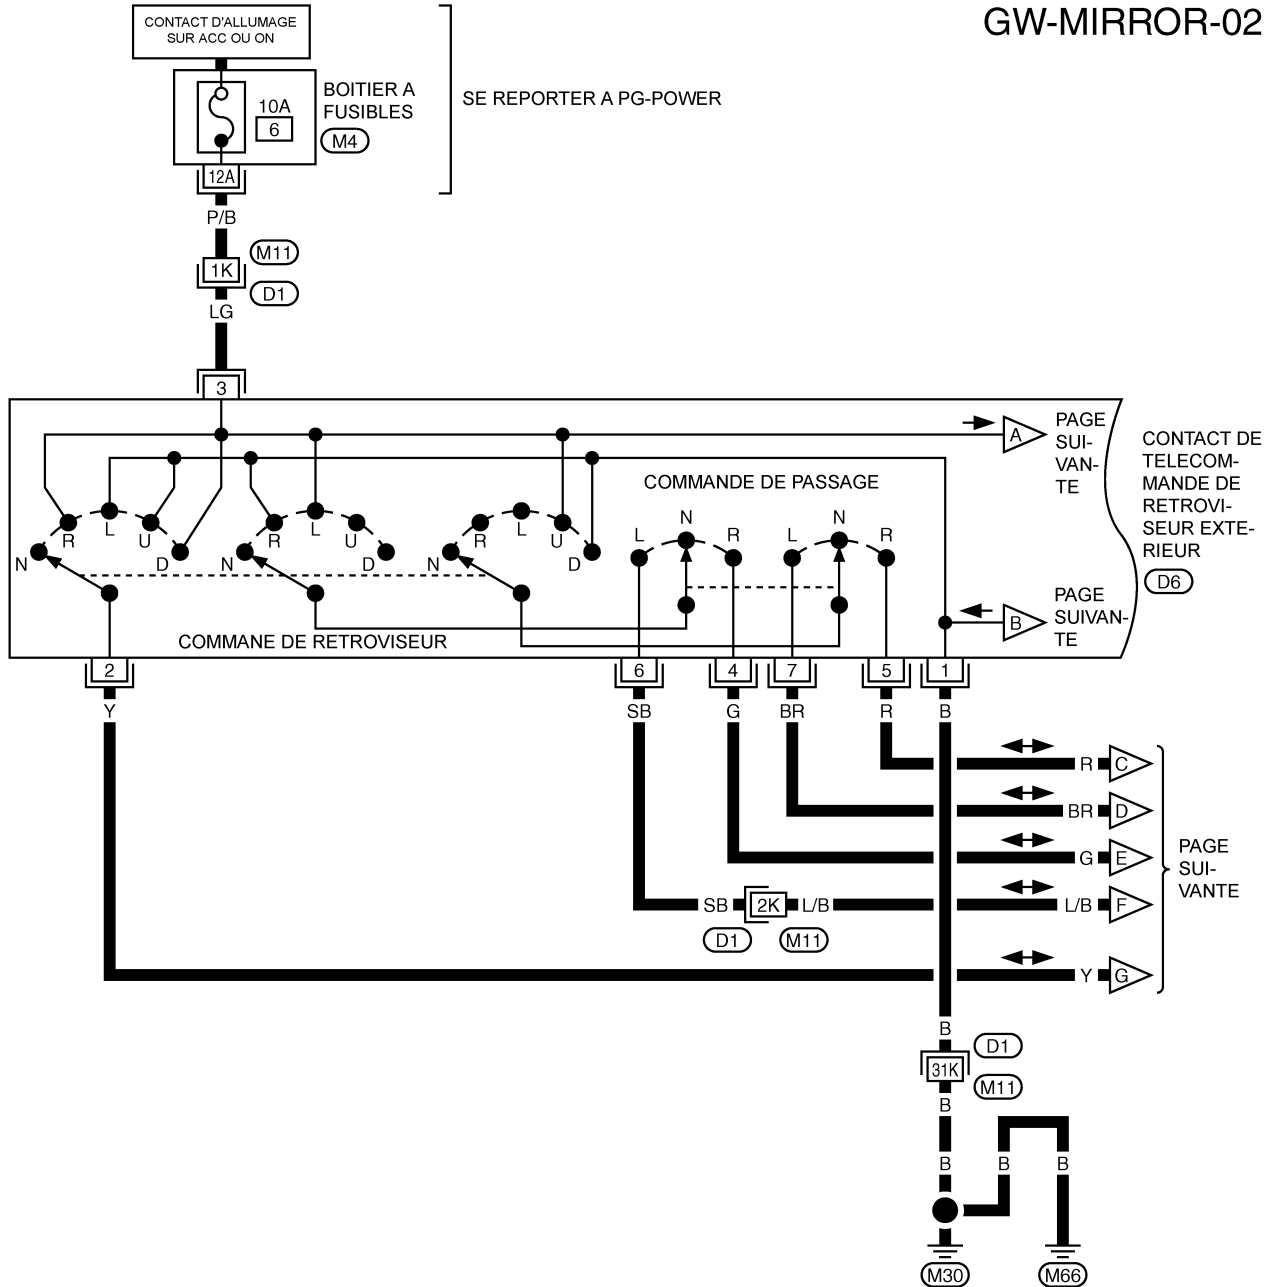 GW-MIRROR-02
CONTACT D'ALLUMAGE
SUR ACC OU ON
BOITIER A
FUSIBLES
M4
10A
6
SE REPORTER A PG-POWER
12A
P/B
M11
1K
D1
LG
3
A
PAGE
SUI-
VAN-
TE
CONTACT DE
TELECOM-
MANDE DE
RETROVI-
SEUR EXTE-
RIEUR
D6
COMMANDE DE PASSAGE
N R L U D
N R L U D
N R L U D
L N R
L N R
B
PAGE
SUIVAN-
TE
COMMANE DE RETROVISEUR
2 6 4 7 5 1
Y SB G BR R B
R C
BR D
G E
SB 2K L/B L/B F
D1 M11
Y G
PAGE
SUI-
VANTE
B
D1
31K
M11
B
B B B
M30 M66